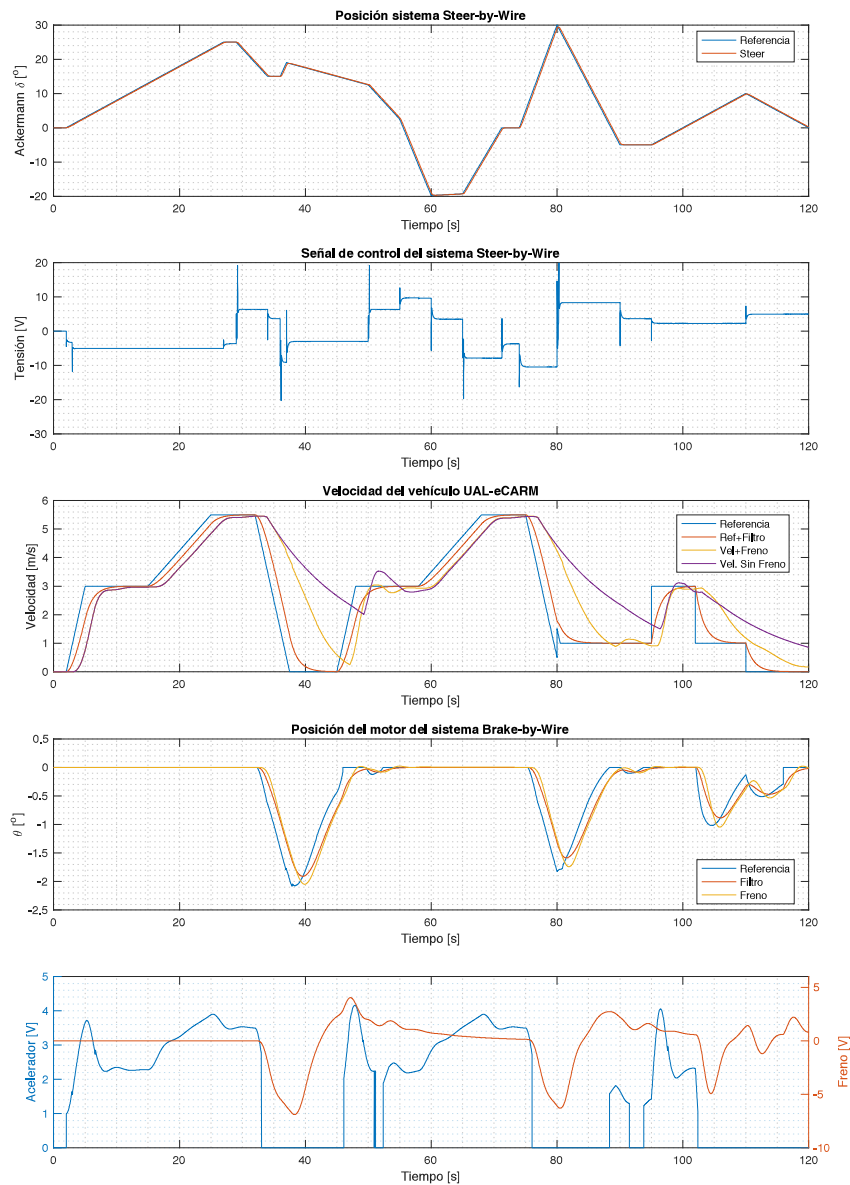 Posición sistema Steer-by-Wire
Ackermann δ [º]
30
20
10
0
-10
-20
Referencia
Steer
0 20 40 60 80 100 120
Tiempo [s]
Señal de control del sistema Steer-by-Wire
Tensión [V]
20
10
0
-10
-20
-30
0 20 40 60 80 100 120
Tiempo [s]
Velocidad del vehículo UAL-eCARM
Velocidad [m/s]
6
5
4
3
2
1
0
Referencia
Ref+Filtro
Vel+Freno
Vel. Sin Freno
0 20 40 60 80 100 120
Tiempo [s]
Posición del motor del sistema Brake-by-Wire
θ [º]
0.5
0
-0.5
-1
-1.5
-2
-2.5
Referencia
Filtro
Freno
0 20 40 60 80 100 120
Tiempo [s]
Acelerador [V]
5
4
3
2
1
0
5
0
-5
-10
Freno [V]
0 20 40 60 80 100 120
Tiempo [s]